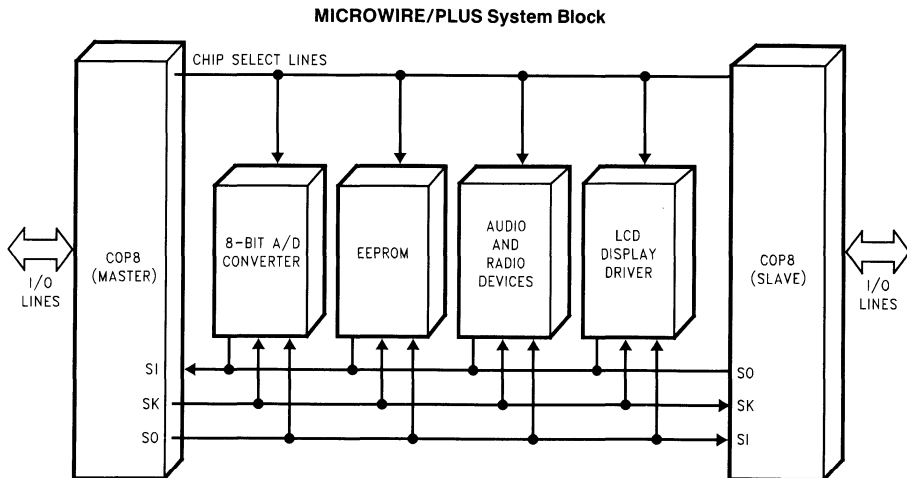 MICROWIRE/PLUS System Block
CHIP SELECT LINES
8-BIT A/D
CONVERTER
EEPROM
AUDIO
AND
RADIO
DEVICES
LCD
DISPLAY
DRIVER
COP8
(MASTER)
COP8
(SLAVE)
I/O
LINES
I/O
LINES
SI
SO
SK
SK
SO
SI